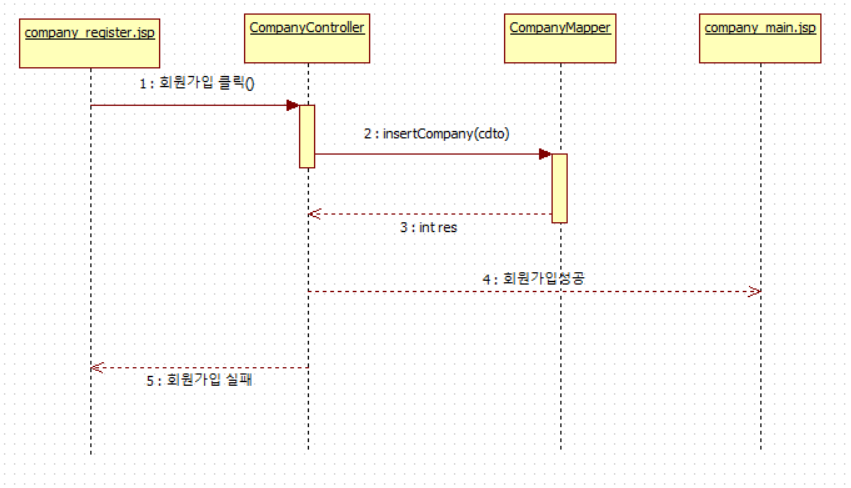 company_register.jsp
CompanyController
CompanyMapper
company_main.jsp
1 : 회원가입 클릭()
2 : insertCompany(cdto)
3 : int res
4 : 회원가입성공
5 : 회원가입 실패